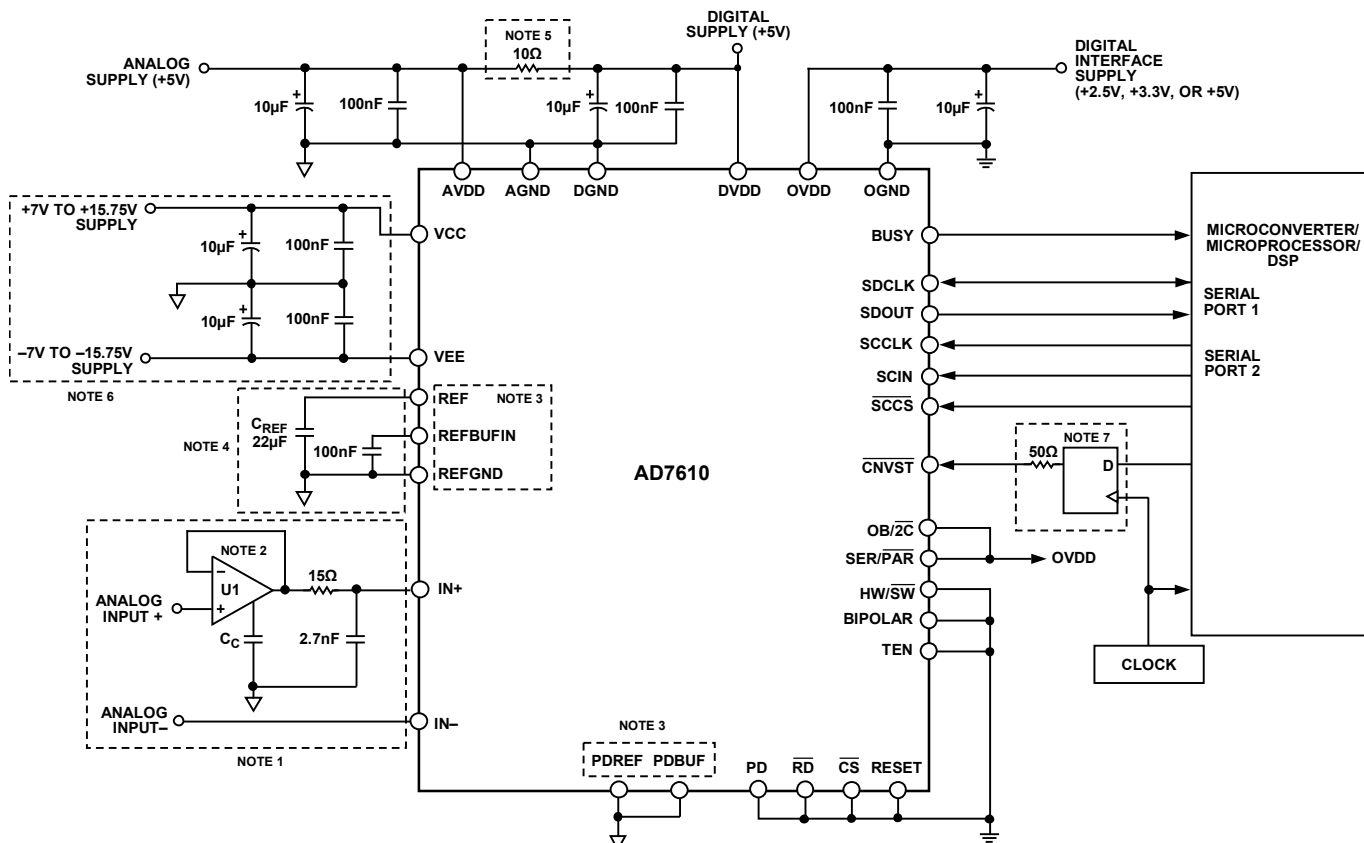 ANALOG
SUPPLY (+5V)
NOTE 5
10Ω
DIGITAL
SUPPLY (+5V)
DIGITAL
INTERFACE
SUPPLY
(+2.5V, +3.3V, OR +5V)
+
10µF
100nF
+
10µF
100nF
100nF
+
10µF
AVDD
AGND
DGND
DVDD
OVDD
OGND
+7V TO +15.75V
SUPPLY
+
10µF
100nF
+
10µF
100nF
–7V TO –15.75V
SUPPLY
NOTE 6
VCC
VEE
NOTE 4
CREF
22µF
100nF
REF
REFBUFIN
REFGND
NOTE 3
AD7610
NOTE 2
–
U1
+
15Ω
ANALOG
INPUT +
CC
2.7nF
ANALOG
INPUT–
NOTE 1
IN+
IN–
BUSY
SDCLK
SDOUT
SCCLK
SCIN
SCCS
CNVST
OB/2C
SER/PAR
HW/SW
BIPOLAR
TEN
MICROCONVERTER/
MICROPROCESSOR/
DSP
SERIAL
PORT 1
SERIAL
PORT 2
NOTE 7
50Ω
D
OVDD
CLOCK
NOTE 3
PDREF
PDBUF
PD
RD
CS
RESET